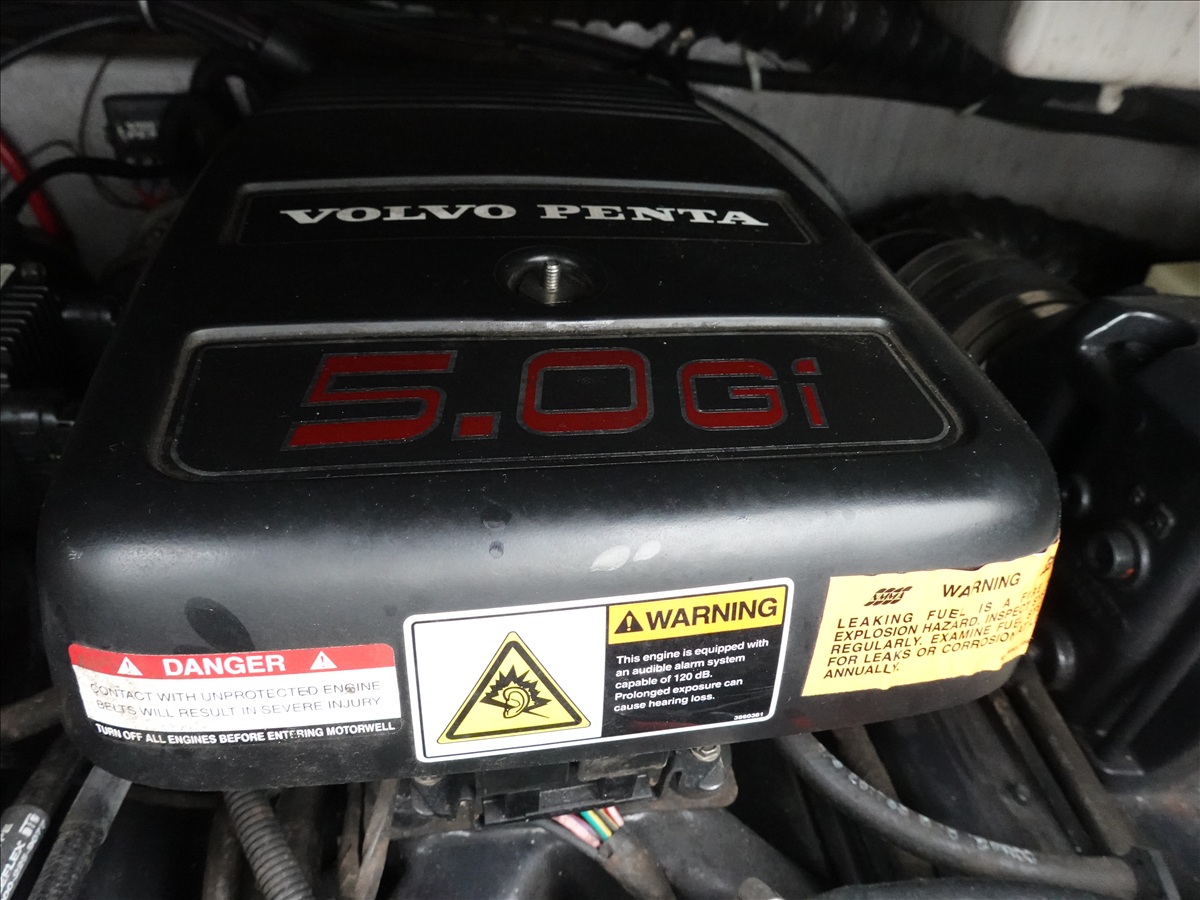 VOLVO PENTA
5.0Gi
DANGER
CONTACT WITH UNPROTECTED ENGINE
BELTS WILL RESULT IN SEVERE INJURY
TURN OFF ALL ENGINES BEFORE ENTERING MOTORWELL
WARNING
This engine is equipped with
an audible alarm system
capable of 120 dB.
Prolonged exposure can
cause hearing loss.
3860381
NMMA WARNING
LEAKING FUEL IS A FIRE
EXPLOSION HAZARD. INSPECT
REGULARLY. EXAMINE FUEL
FOR LEAKS OR CORROSION
ANNUALLY.